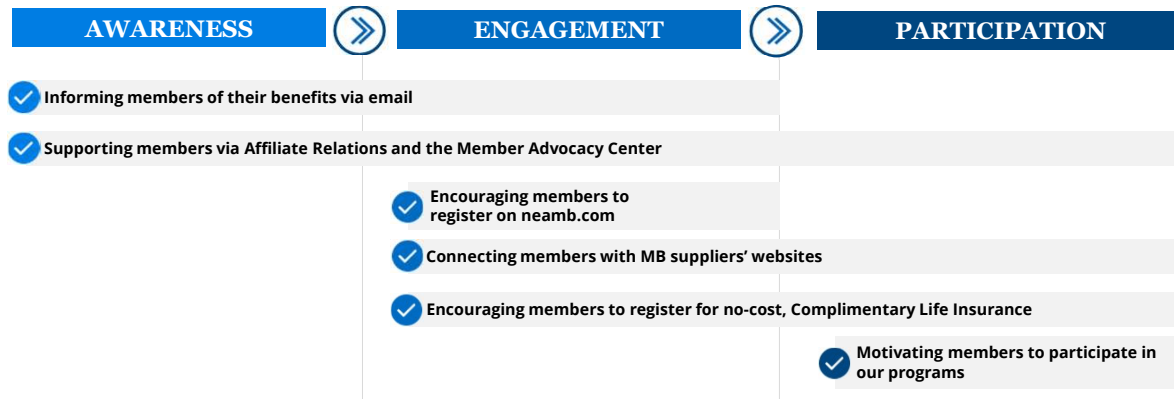 AWARENESS
ENGAGEMENT
PARTICIPATION
Informing members of their benefits via email
Supporting members via Affiliate Relations and the Member Advocacy Center
Encouraging members to
register on neamb.com
Connecting members with MB suppliers’ websites
Encouraging members to register for no-cost, Complimentary Life Insurance
Motivating members to participate in
our programs